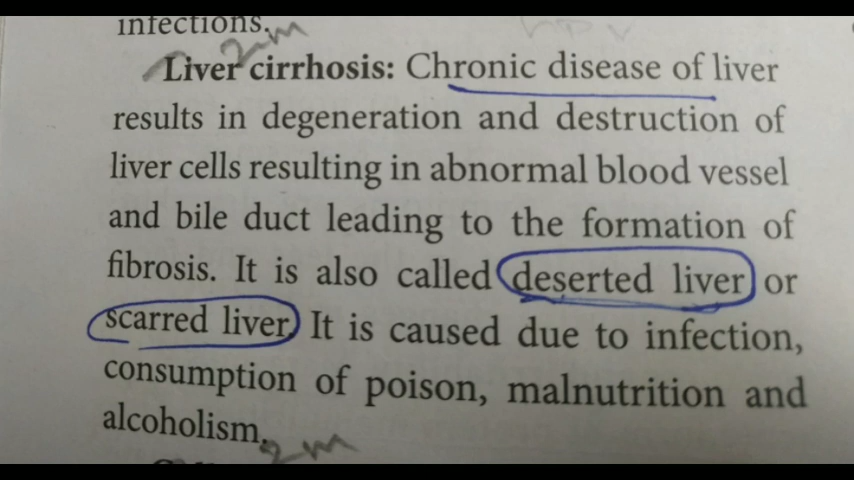 infections.
2m
Liver cirrhosis: Chronic disease of liver
results in degeneration and destruction of
liver cells resulting in abnormal blood vessel
and bile duct leading to the formation of
fibrosis. It is also called deserted liver or
scarred liver. It is caused due to infection,
consumption of poison, malnutrition and
alcoholism.
2m